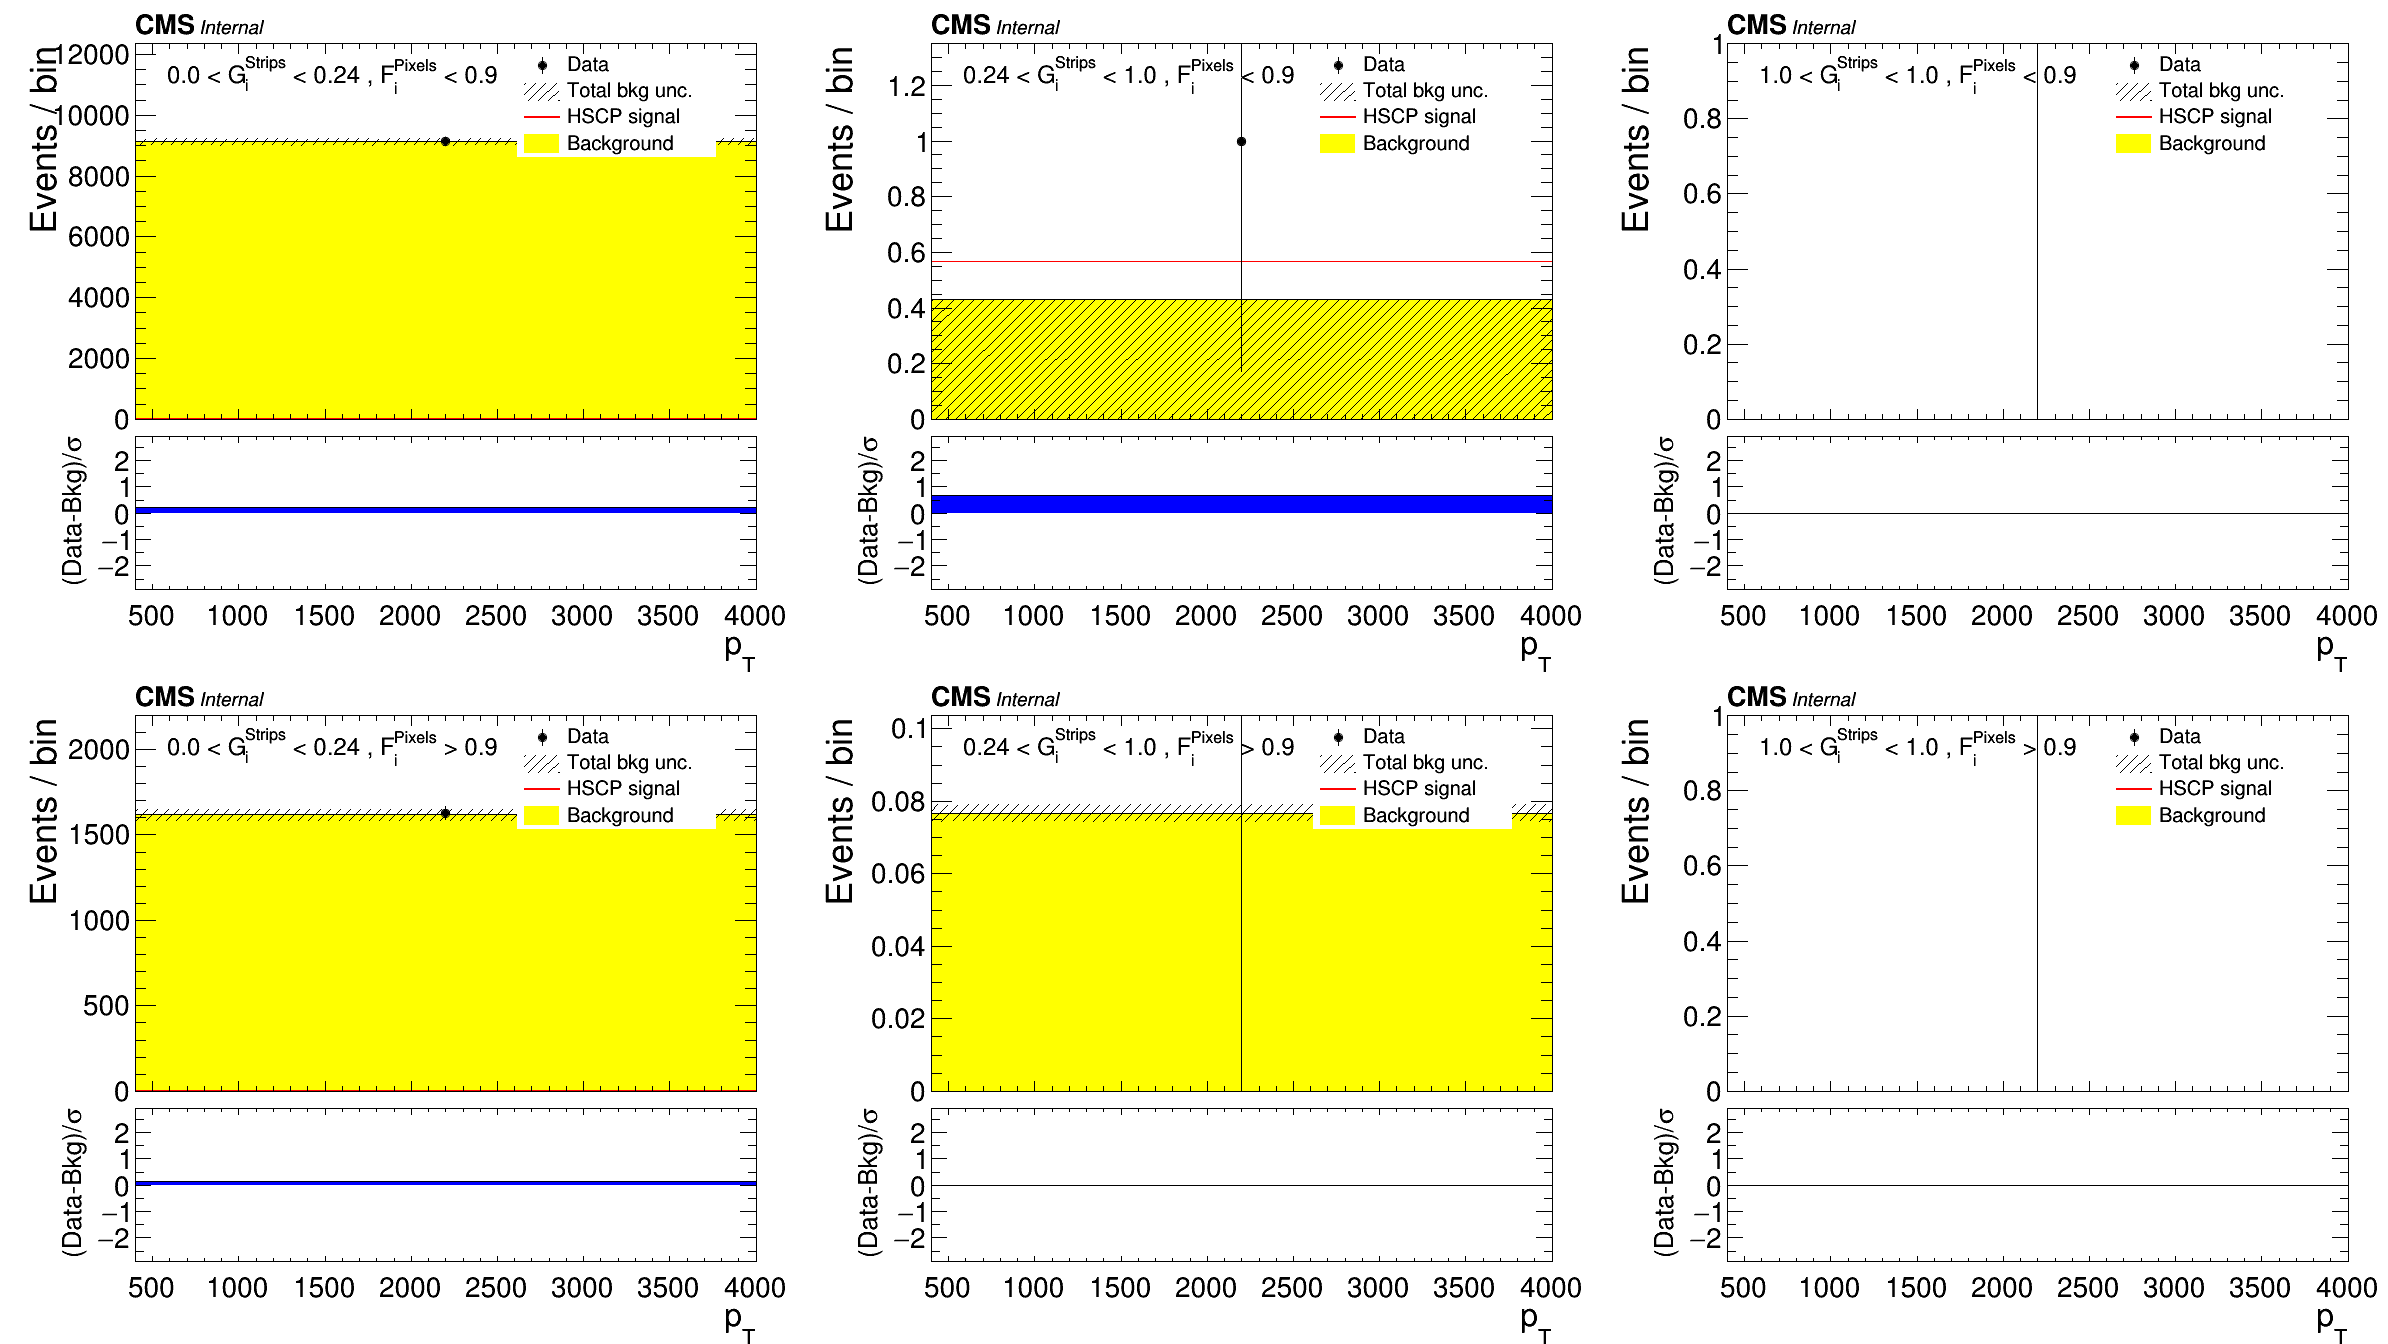 CMS Internal
Events / bin
0.0 < G_i^Strips < 0.24 , F_i^Pixels < 0.9
Data
Total bkg unc.
HSCP signal
Background
12000
10000
8000
6000
4000
2000
0
(Data-Bkg)/σ
2
1
0
−1
−2
500 1000 1500 2000 2500 3000 3500 4000
p_T
CMS Internal
Events / bin
0.24 < G_i^Strips < 1.0 , F_i^Pixels < 0.9
Data
Total bkg unc.
HSCP signal
Background
1.2
1
0.8
0.6
0.4
0.2
0
(Data-Bkg)/σ
2
1
0
−1
−2
500 1000 1500 2000 2500 3000 3500 4000
p_T
CMS Internal
Events / bin
1.0 < G_i^Strips < 1.0 , F_i^Pixels < 0.9
Data
Total bkg unc.
HSCP signal
Background
1
0.8
0.6
0.4
0.2
0
(Data-Bkg)/σ
2
1
0
−1
−2
500 1000 1500 2000 2500 3000 3500 4000
p_T
CMS Internal
Events / bin
0.0 < G_i^Strips < 0.24 , F_i^Pixels > 0.9
Data
Total bkg unc.
HSCP signal
Background
2000
1500
1000
500
0
(Data-Bkg)/σ
2
1
0
−1
−2
500 1000 1500 2000 2500 3000 3500 4000
p_T
CMS Internal
Events / bin
0.24 < G_i^Strips < 1.0 , F_i^Pixels > 0.9
Data
Total bkg unc.
HSCP signal
Background
0.1
0.08
0.06
0.04
0.02
0
(Data-Bkg)/σ
2
1
0
−1
−2
500 1000 1500 2000 2500 3000 3500 4000
p_T
CMS Internal
Events / bin
1.0 < G_i^Strips < 1.0 , F_i^Pixels > 0.9
Data
Total bkg unc.
HSCP signal
Background
1
0.8
0.6
0.4
0.2
0
(Data-Bkg)/σ
2
1
0
−1
−2
500 1000 1500 2000 2500 3000 3500 4000
p_T